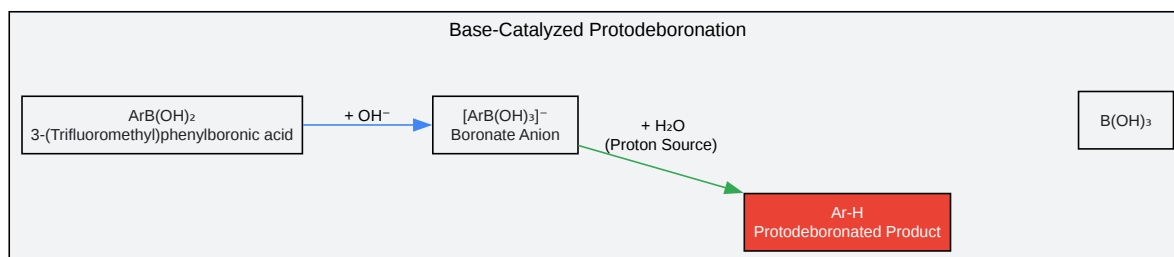 Base-Catalyzed Protodeboronation
ArB(OH)₂
3-(Trifluoromethyl)phenylboronic acid
+ OH⁻
[ArB(OH)₃]⁻
Boronate Anion
+ H₂O
(Proton Source)
B(OH)₃
Ar-H
Protodeboronated Product